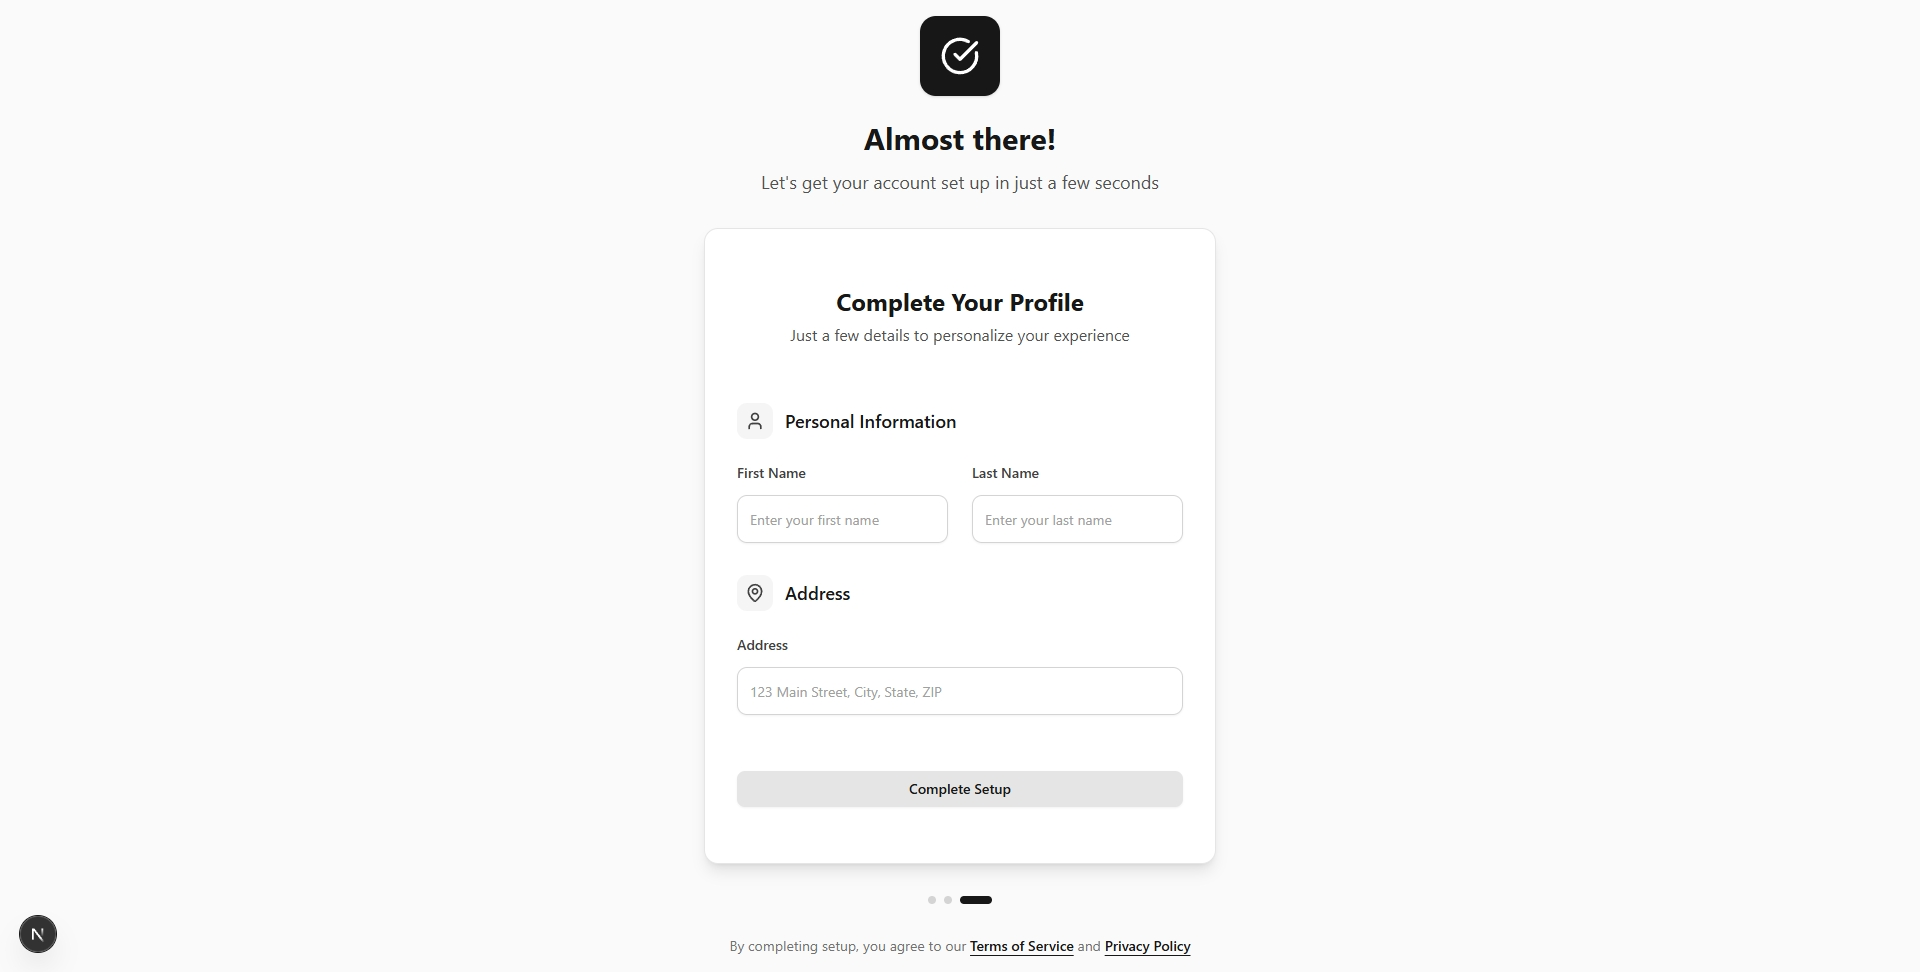 Almost there!
Let's get your account set up in just a few seconds
Complete Your Profile
Just a few details to personalize your experience
Personal Information
First Name
Last Name
Enter your first name
Enter your last name
Address
Address
123 Main Street, City, State, ZIP
Complete Setup
N
By completing setup, you agree to our Terms of Service and Privacy Policy